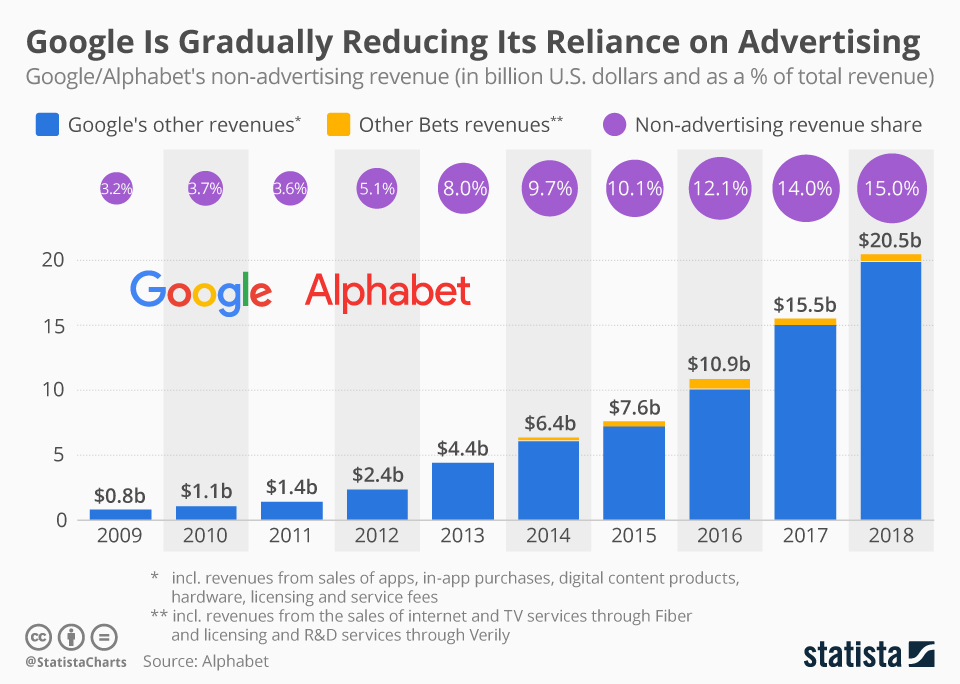 Google Is Gradually Reducing Its Reliance on Advertising
Google/Alphabet's non-advertising revenue (in billion U.S. dollars and as a % of total revenue)
Google's other revenues* Other Bets revenues** Non-advertising revenue share
3.2% 3.7% 3.6% 5.1% 8.0% 9.7% 10.1% 12.1% 14.0% 15.0%
$20.5b
20
Google Alphabet
$15.5b
15
$10.9b
10
$7.6b
$6.4b
$4.4b
5
$2.4b
$1.4b
$1.1b
$0.8b
0
2009 2010 2011 2012 2013 2014 2015 2016 2017 2018
* incl. revenues from sales of apps, in-app purchases, digital content products,
hardware, licensing and service fees
** incl. revenues from the sales of internet and TV services through Fiber
and licensing and R&D services through Verily
cc =
@StatistaCharts Source: Alphabet
statista